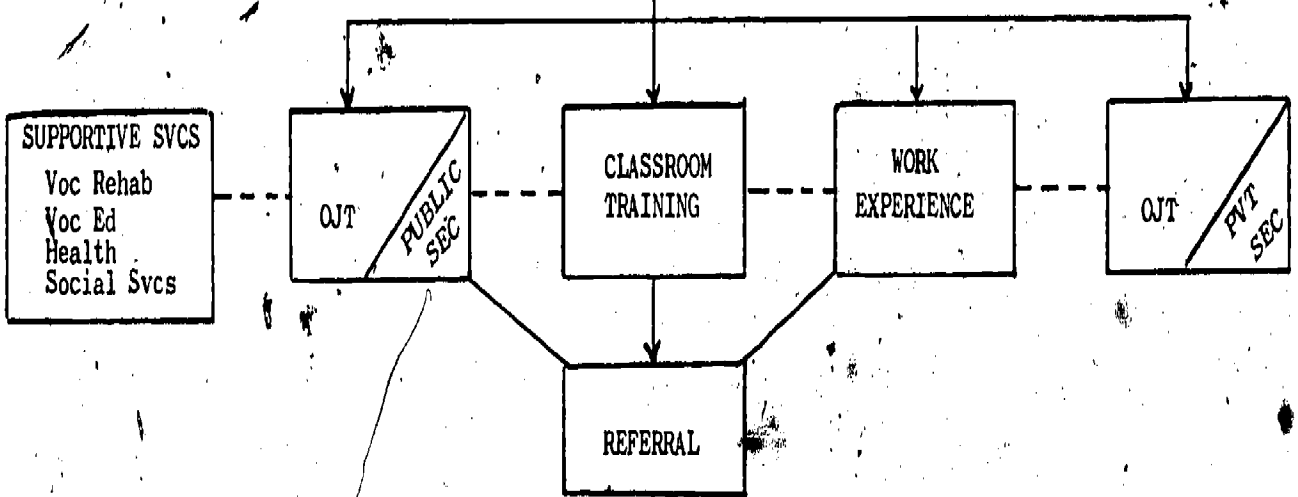 SUPPORTIVE SVCS
Voc Rehab
Voc Ed
Health
Social Svcs
OJT
PUBLIC
SEC
CLASSROOM
TRAINING
WORK
EXPERIENCE
OJT
PVT
SEC
REFERRAL